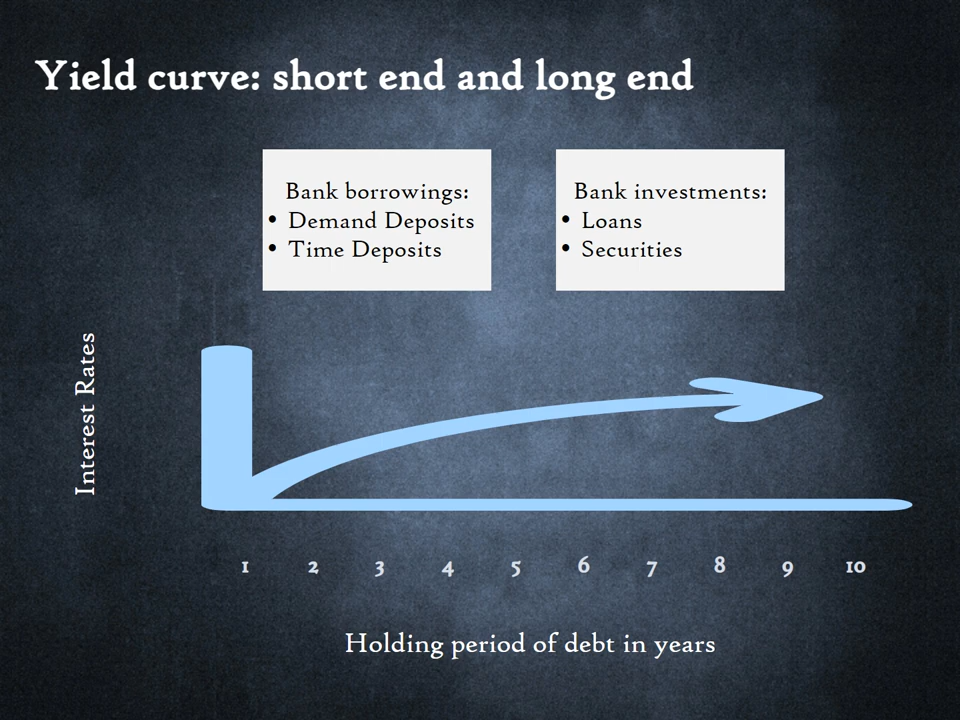 Yield curve: short end and long end
Bank borrowings:
• Demand Deposits
• Time Deposits
Bank investments:
• Loans
• Securities
Interest Rates
1 2 3 4 5 6 7 8 9 10
Holding period of debt in years